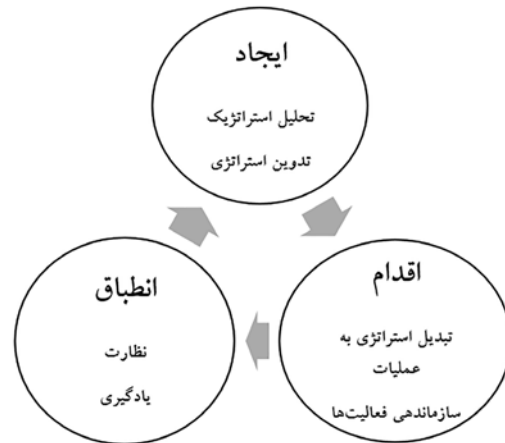 ایجاد
تحلیل استراتژیک
تدوین استراتژی
اقدام
تبدیل استراتژی به
عملیات
سازماندهی فعالیت‌ها
انطباق
نظارت
یادگیری